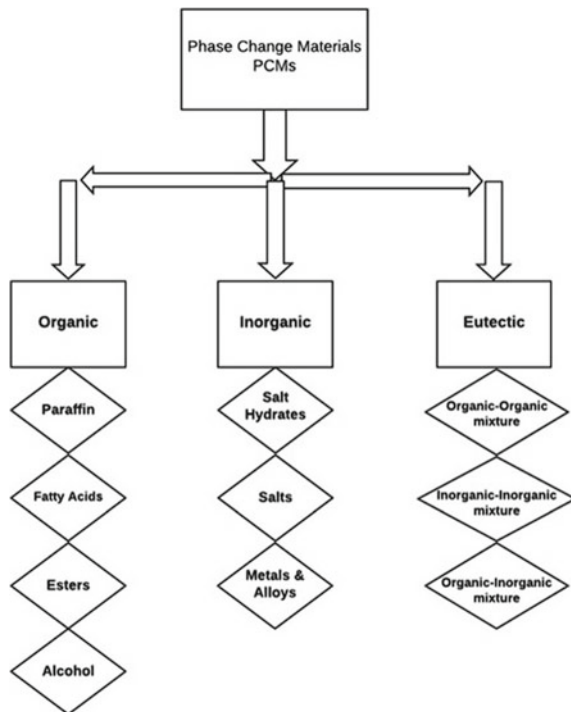 Phase Change Materials
PCMs
Organic
Inorganic
Eutectic
Paraffin
Fatty Acids
Esters
Alcohol
Salt
Hydrates
Salts
Metals &
Alloys
Organic-Organic
mixture
Inorganic-Inorganic
mixture
Organic-Inorganic
mixture